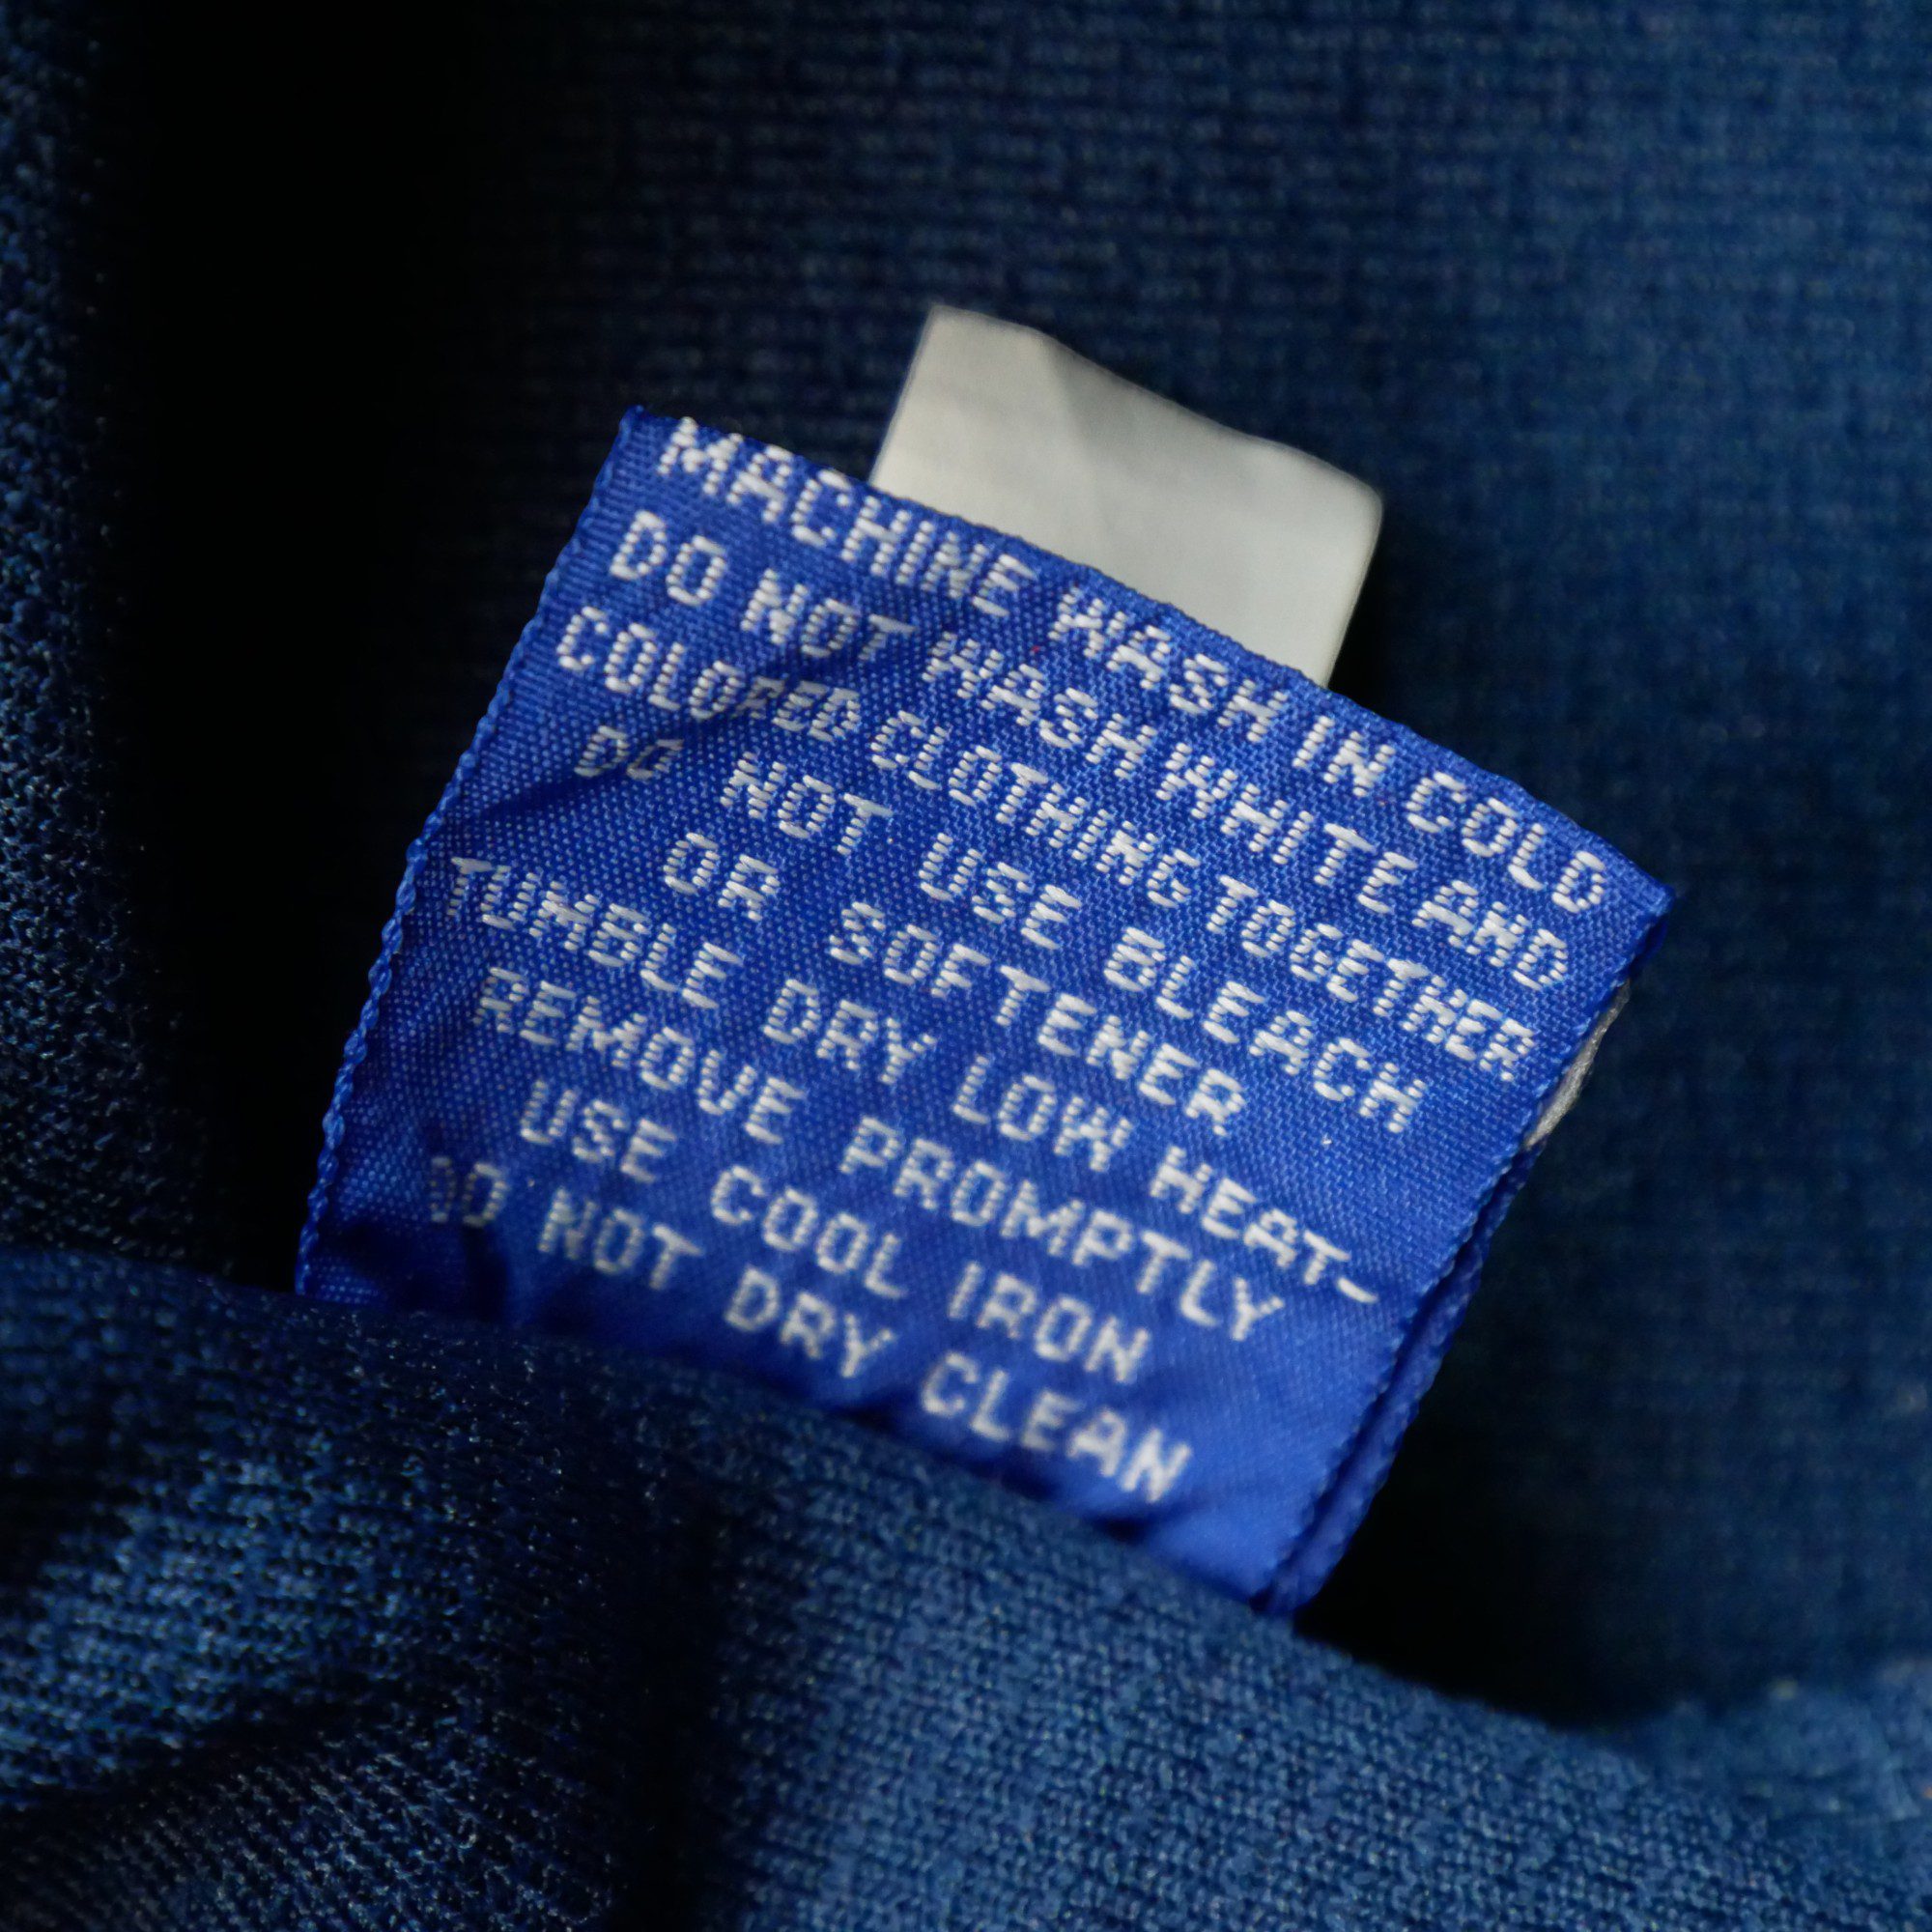 MACHINE WASH IN COLD
DO NOT WASH WHITE AND
COLORED CLOTHING TOGETHER
DO NOT USE BLEACH
OR SOFTENER
TUMBLE DRY LOW HEAT-
REMOVE PROMPTLY
USE COOL IRON
DO NOT DRY CLEAN